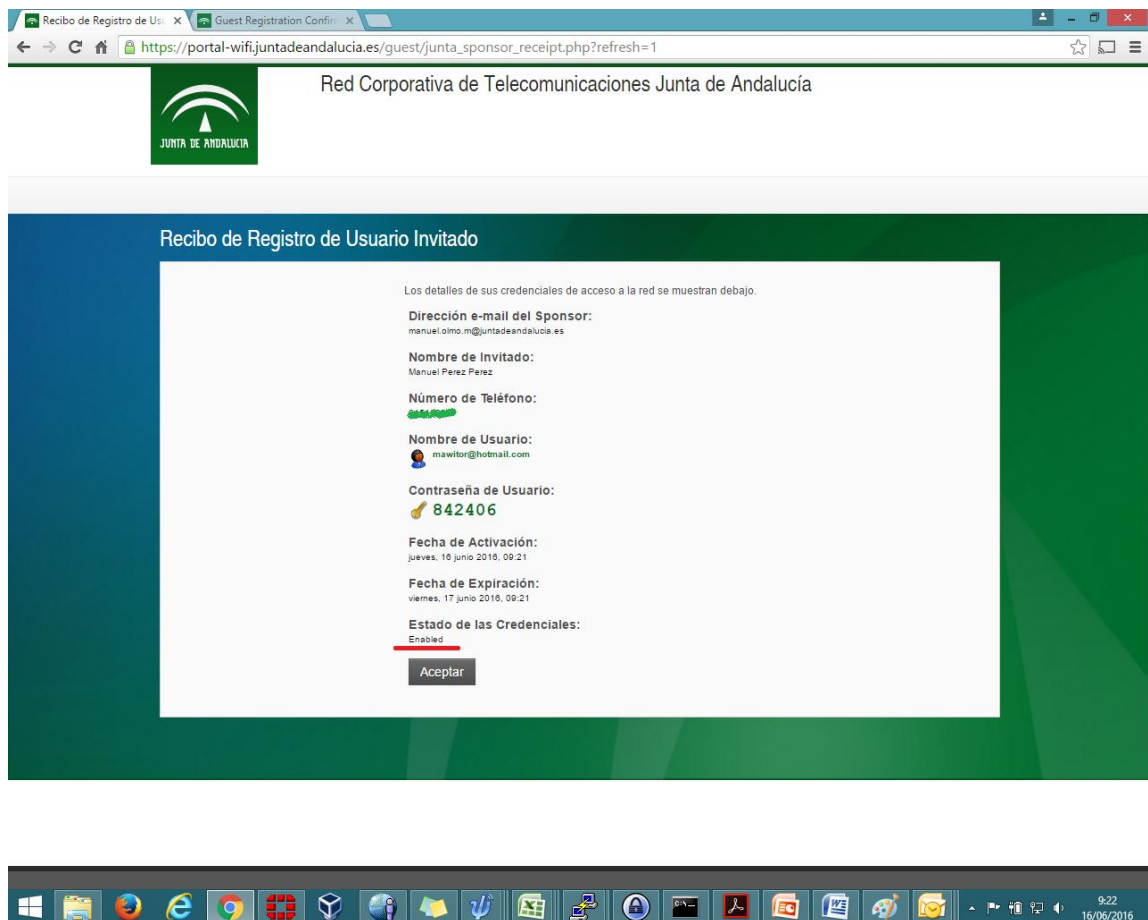 Recibo de Registro de Us
Guest Registration Confirm
https://portal-wifi.juntadeandalucia.es/guest/junta_sponsor_receipt.php?refresh=1
Red Corporativa de Telecomunicaciones Junta de Andalucía
JUNTA DE ANDALUCIA
Recibo de Registro de Usuario Invitado
Los detalles de sus credenciales de acceso a la red se muestran debajo.
Dirección e-mail del Sponsor:
manuel.olmo.m@juntadeandalucia.es
Nombre de Invitado:
Manuel Perez Perez
Número de Teléfono:
Nombre de Usuario:
mawitor@hotmail.com
Contraseña de Usuario:
842406
Fecha de Activación:
jueves, 16 junio 2016, 09:21
Fecha de Expiración:
viernes, 17 junio 2016, 09:21
Estado de las Credenciales:
Enabled
Aceptar
9:22
16/06/2016